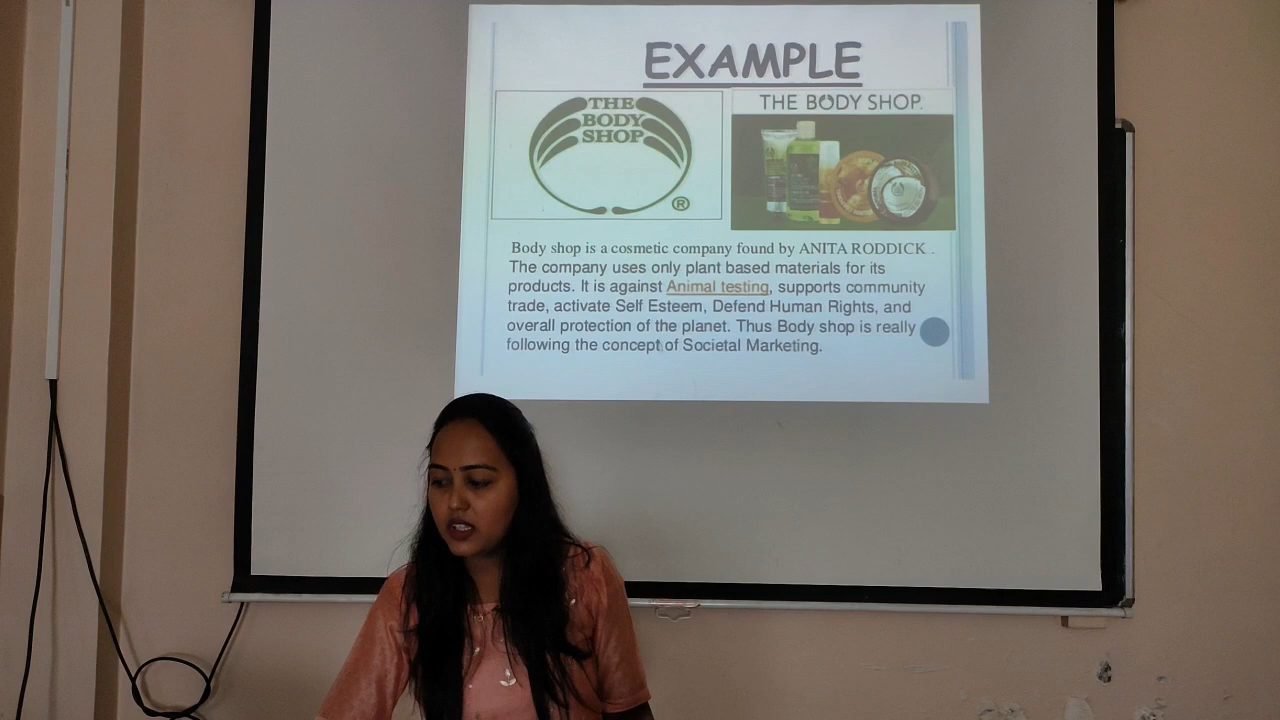 EXAMPLE
THE
BODY
SHOP
®
THE BODY SHOP.
Body shop is a cosmetic company found by ANITA RODDICK .
The company uses only plant based materials for its
products. It is against Animal testing, supports community
trade, activate Self Esteem, Defend Human Rights, and
overall protection of the planet. Thus Body shop is really
following the concept of Societal Marketing.